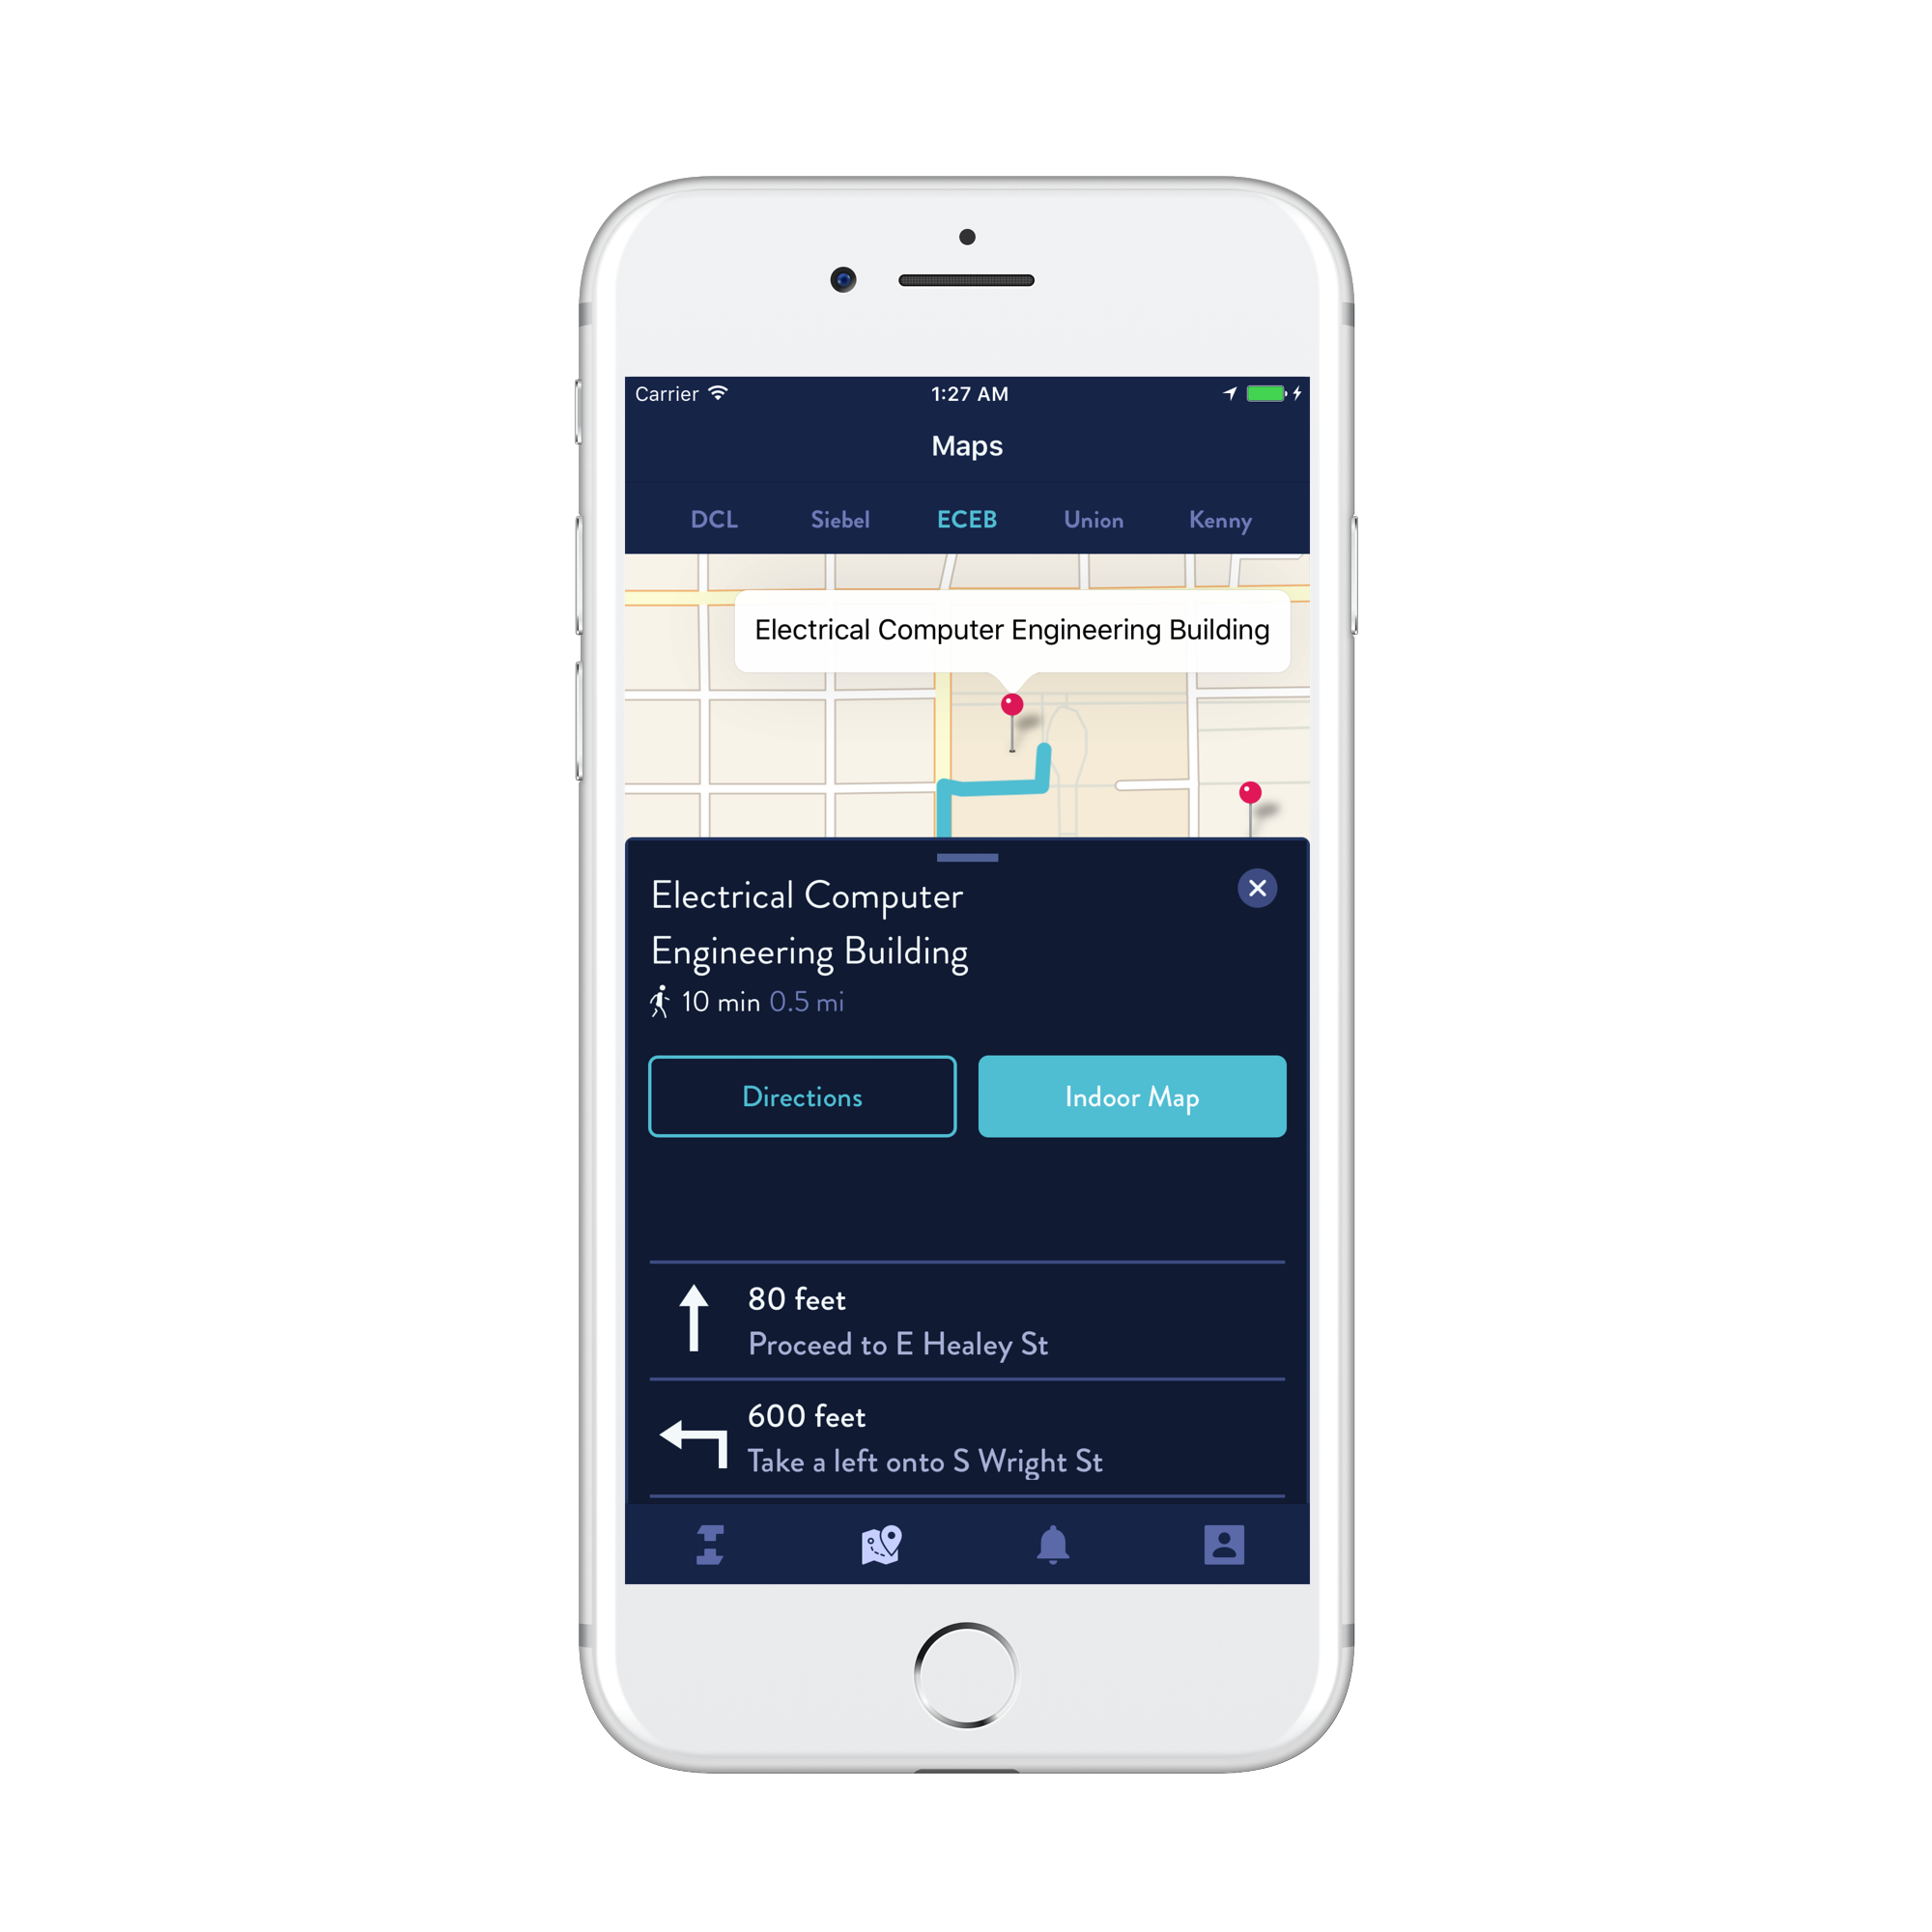 Carrier 1:27 AM
Maps
DCL Siebel ECEB Union Kenny
Electrical Computer Engineering Building
Electrical Computer
Engineering Building
10 min 0.5 mi
Directions Indoor Map
80 feet
Proceed to E Healey St
600 feet
Take a left onto S Wright St